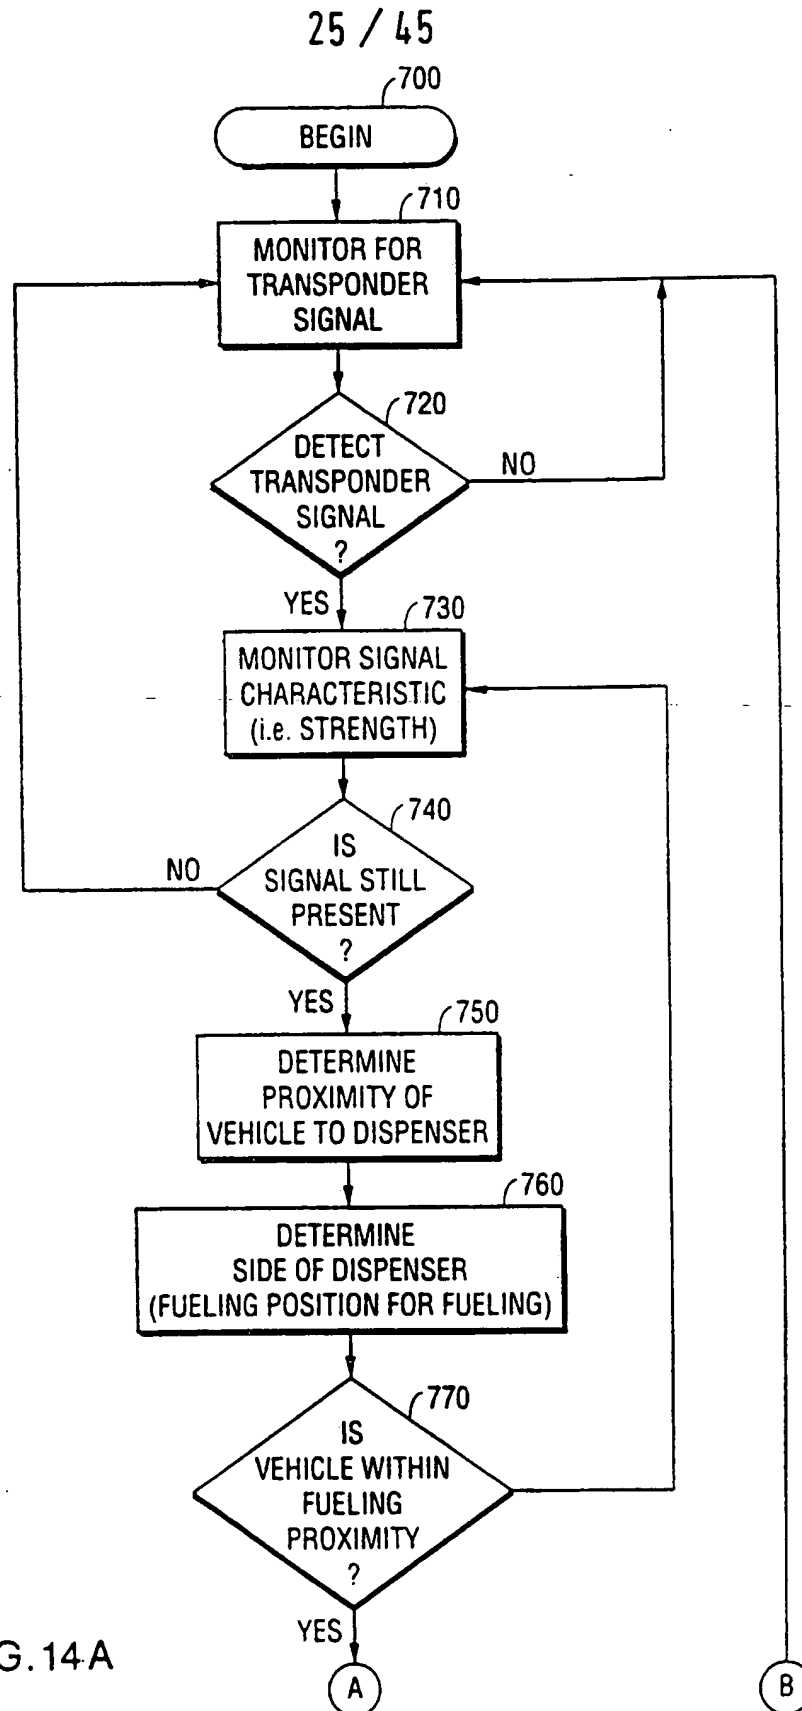 25 / 45
700
BEGIN
710
MONITOR FOR
TRANSPONDER
SIGNAL
720
DETECT
TRANSPONDER
SIGNAL
?
NO
YES
730
MONITOR SIGNAL
CHARACTERISTIC
(i.e. STRENGTH)
740
IS
SIGNAL STILL
PRESENT
?
NO
YES
750
DETERMINE
PROXIMITY OF
VEHICLE TO DISPENSER
760
DETERMINE
SIDE OF DISPENSER
(FUELING POSITION FOR FUELING)
770
IS
VEHICLE WITHIN
FUELING
PROXIMITY
?
YES
G. 14A
A
B